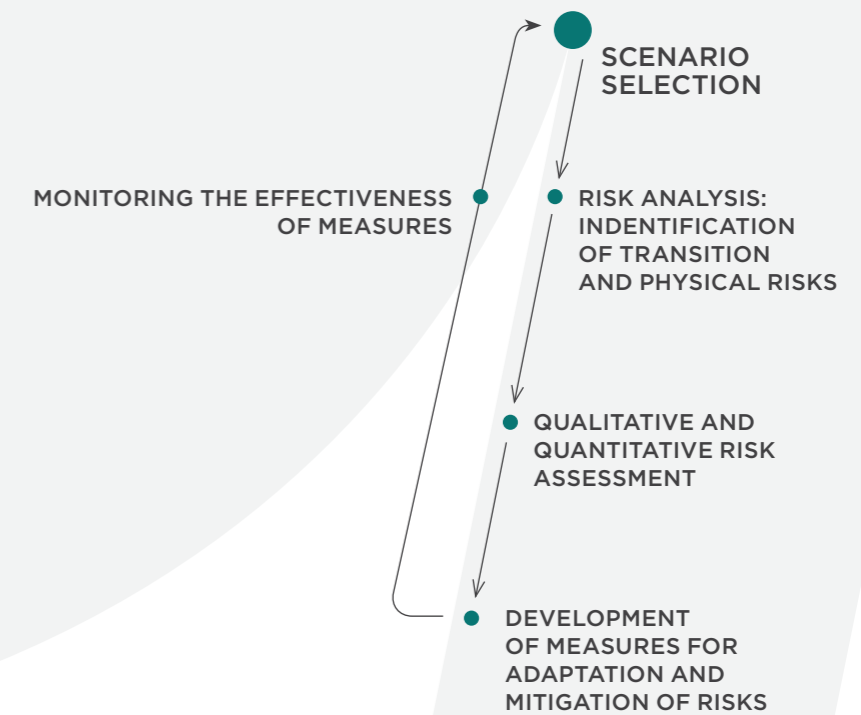 SCENARIO
SELECTION
MONITORING THE EFFECTIVENESS
OF MEASURES
RISK ANALYSIS:
INDENTIFICATION
OF TRANSITION
AND PHYSICAL RISKS
QUALITATIVE AND
QUANTITATIVE RISK
ASSESSMENT
DEVELOPMENT
OF MEASURES FOR
ADAPTATION AND
MITIGATION OF RISKS